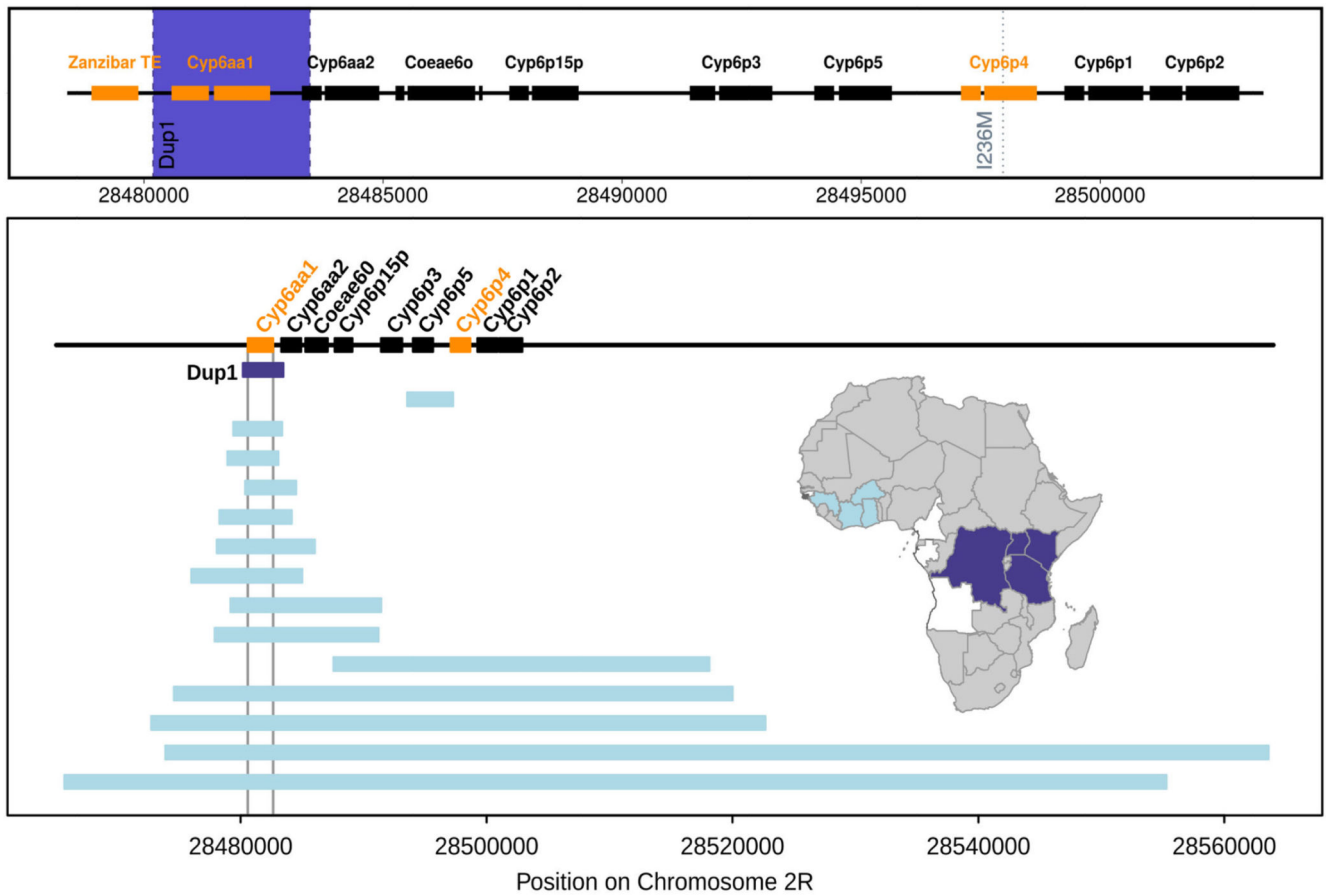 Zanzibar TE Cyp6aa1 Cyp6aa2 Coeae6o Cyp6p15p Cyp6p3 Cyp6p5 Cyp6p4 Cyp6p1 Cyp6p2
Dup1
I236M
28480000 28485000 28490000 28495000 28500000
Cyp6aa1 Cyp6aa2 Coeae60 Cyp6p15p Cyp6p3 Cyp6p5 Cyp6p4 Cyp6p1 Cyp6p2
Dup1
28480000 28500000 28520000 28540000 28560000
Position on Chromosome 2R